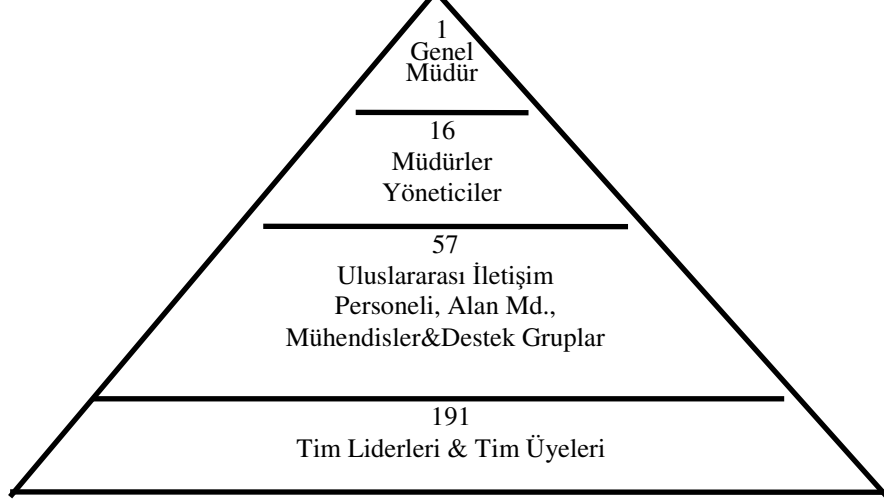 1
Genel
Müdür
16
Müdürler
Yöneticiler
57
Uluslararası İletişim
Personeli, Alan Md.,
Mühendisler&Destek Gruplar
191
Tim Liderleri & Tim Üyeleri